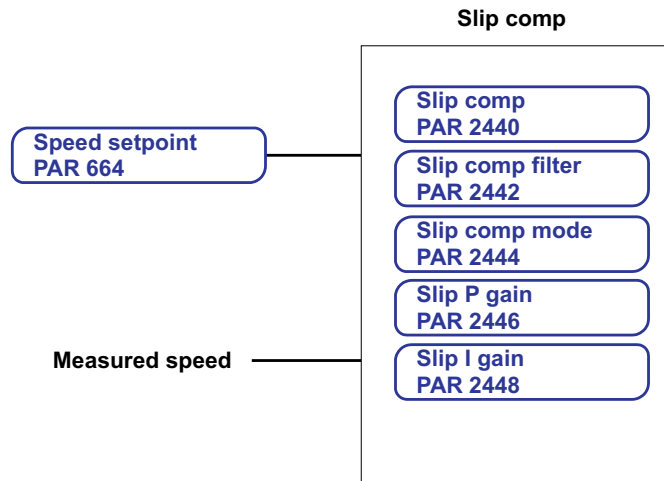 Slip comp
Speed setpoint
PAR 664
Slip comp
PAR 2440
Slip comp filter
PAR 2442
Slip comp mode
PAR 2444
Slip P gain
PAR 2446
Measured speed
Slip I gain
PAR 2448